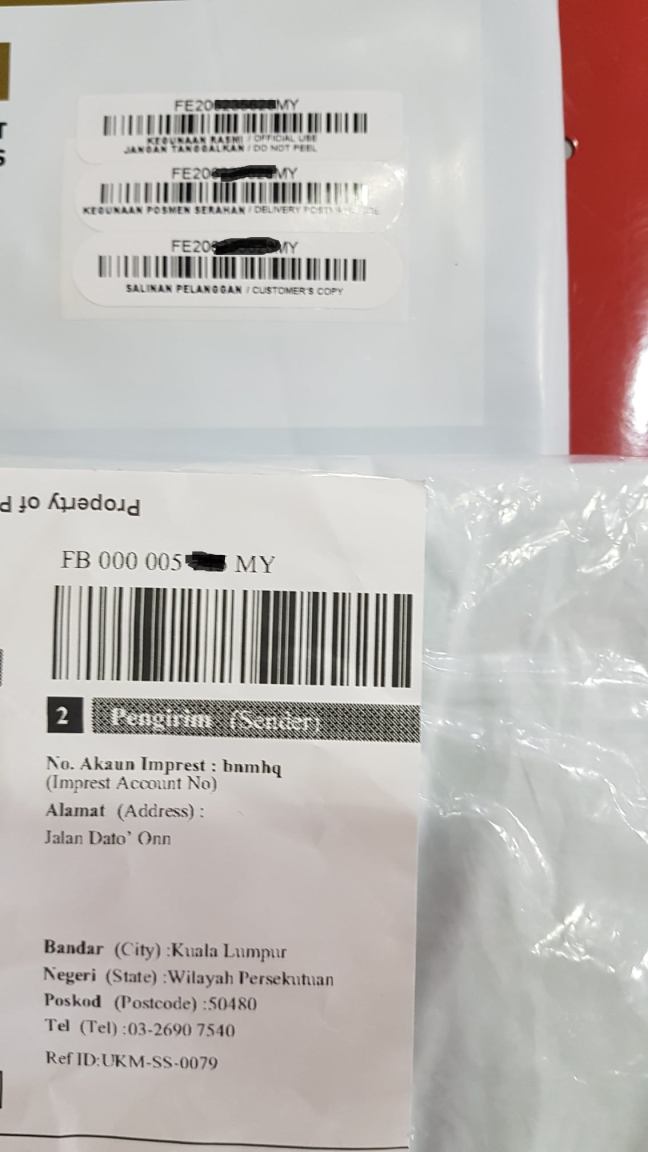 T
S
FE20 MY
KEGUNAAN RASMI / OFFICIAL USE
JANGAN TANGGALKAN / DO NOT PEEL
FE20 MY
KEGUNAAN POSMEN SERAHAN / DELIVERY
FE20 MY
SALINAN PELANGGAN / CUSTOMER'S COPY
Property of P
FB 000 005 MY
2 Pengirim (Sender)
No. Akaun Imprest : bnmhq
(Imprest Account No)
Alamat (Address) :
Jalan Dato' Onn
Bandar (City) :Kuala Lumpur
Negeri (State) :Wilayah Persekutuan
Poskod (Postcode) :50480
Tel (Tel) :03-2690 7540
Ref ID:UKM-SS-0079